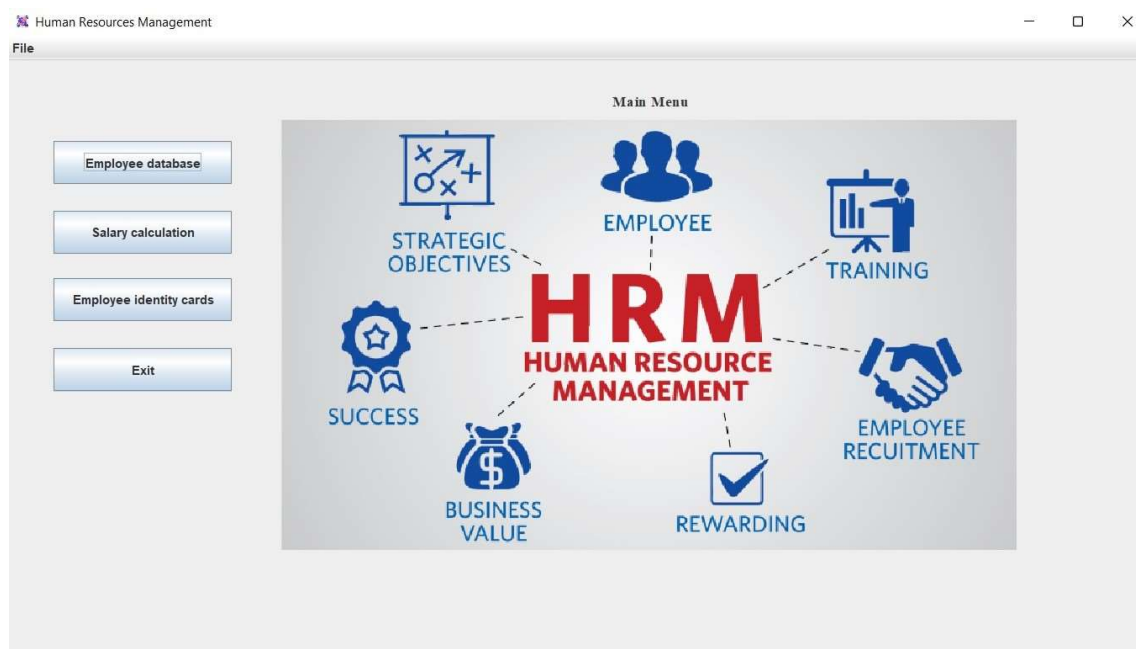 Human Resources Management
File
Main Menu
Employee database
Salary calculation
Employee identity cards
Exit
STRATEGIC
OBJECTIVES
EMPLOYEE
TRAINING
HRM
HUMAN RESOURCE
MANAGEMENT
SUCCESS
EMPLOYEE
RECUITMENT
BUSINESS
VALUE
REWARDING